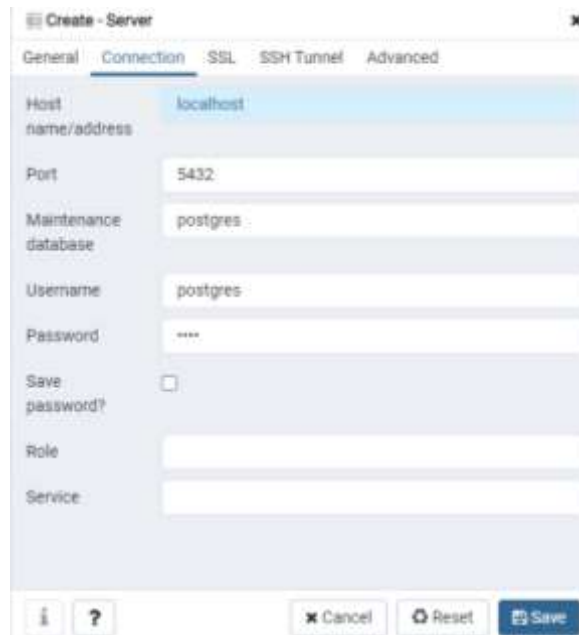 Create - Server
General Connection SSL SSH Tunnel Advanced
Host name/address localhost
Port 5432
Maintenance database postgres
Username postgres
Password ••••
Save password?
Role
Service
i ?
Cancel Reset Save